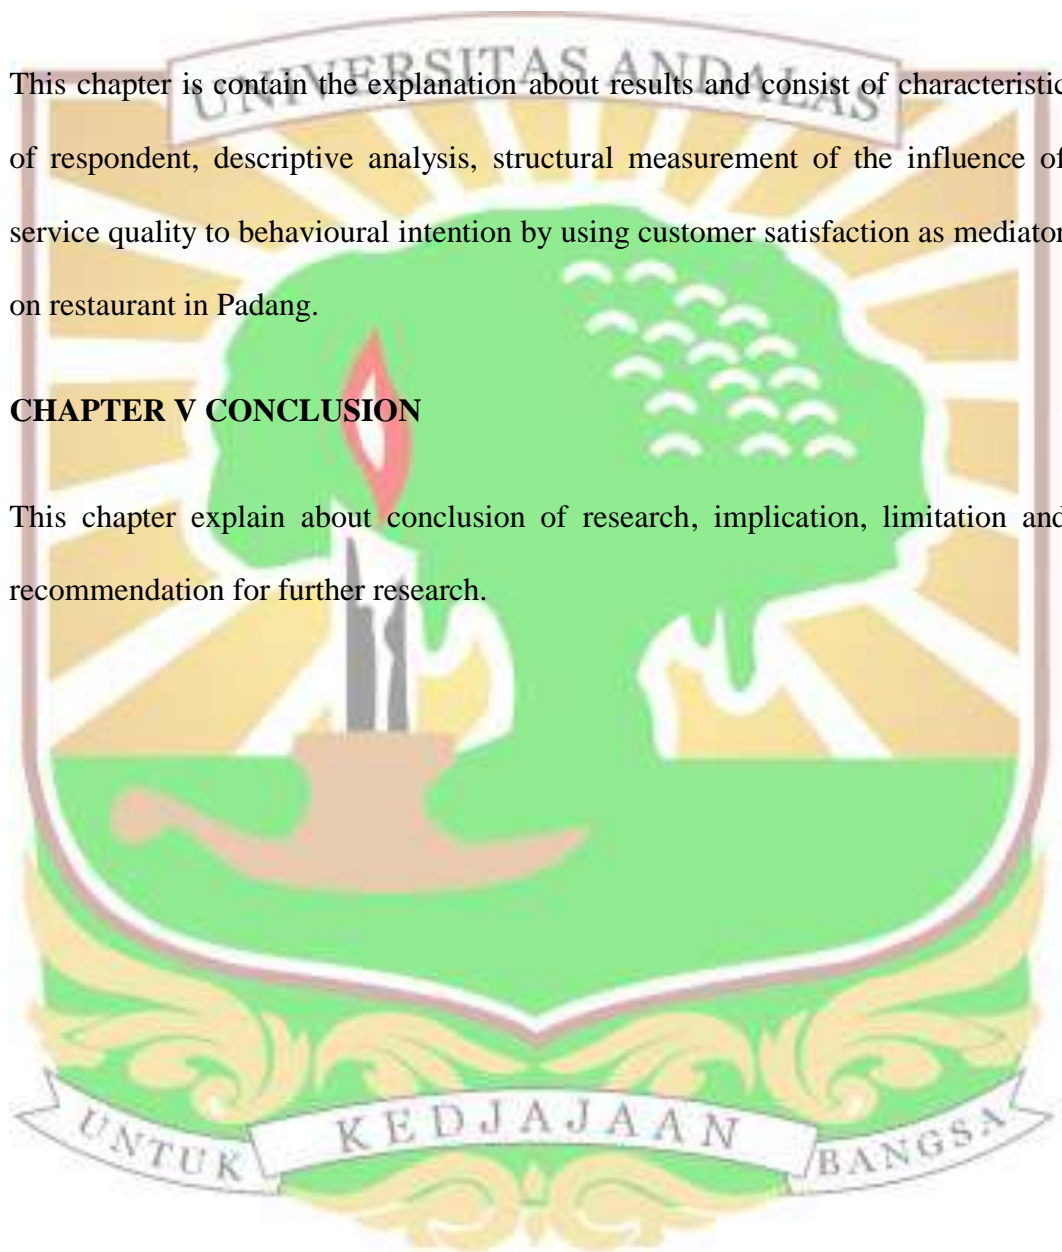 UNIVERSITAS ANDALAS
This chapter is contain the explanation about results and consist of characteristic
of respondent, descriptive analysis, structural measurement of the influence of
service quality to behavioural intention by using customer satisfaction as mediator
on restaurant in Padang.
CHAPTER V CONCLUSION
This chapter explain about conclusion of research, implication, limitation and
recommendation for further research.
UNTUK KEDJAJAAN BANGSA